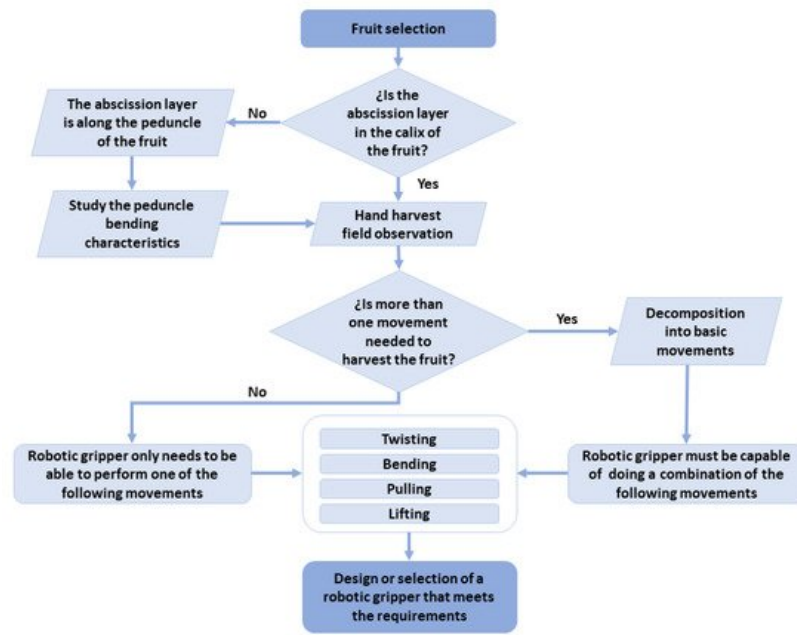 Fruit selection
¿Is the
abscission layer
in the calix of
the fruit?
No
The abscission layer
is along the peduncle
of the fruit
Study the peduncle
bending
characteristics
Yes
Hand harvest
field observation
¿Is more than
one movement
needed to
harvest the fruit?
Yes
Decomposition
into basic
movements
No
Robotic gripper only needs to be
able to perform one of the
following movements
Twisting
Bending
Pulling
Lifting
Robotic gripper must be capable
of doing a combination of the
following movements
Design or selection of a
robotic gripper that meets
the requirements